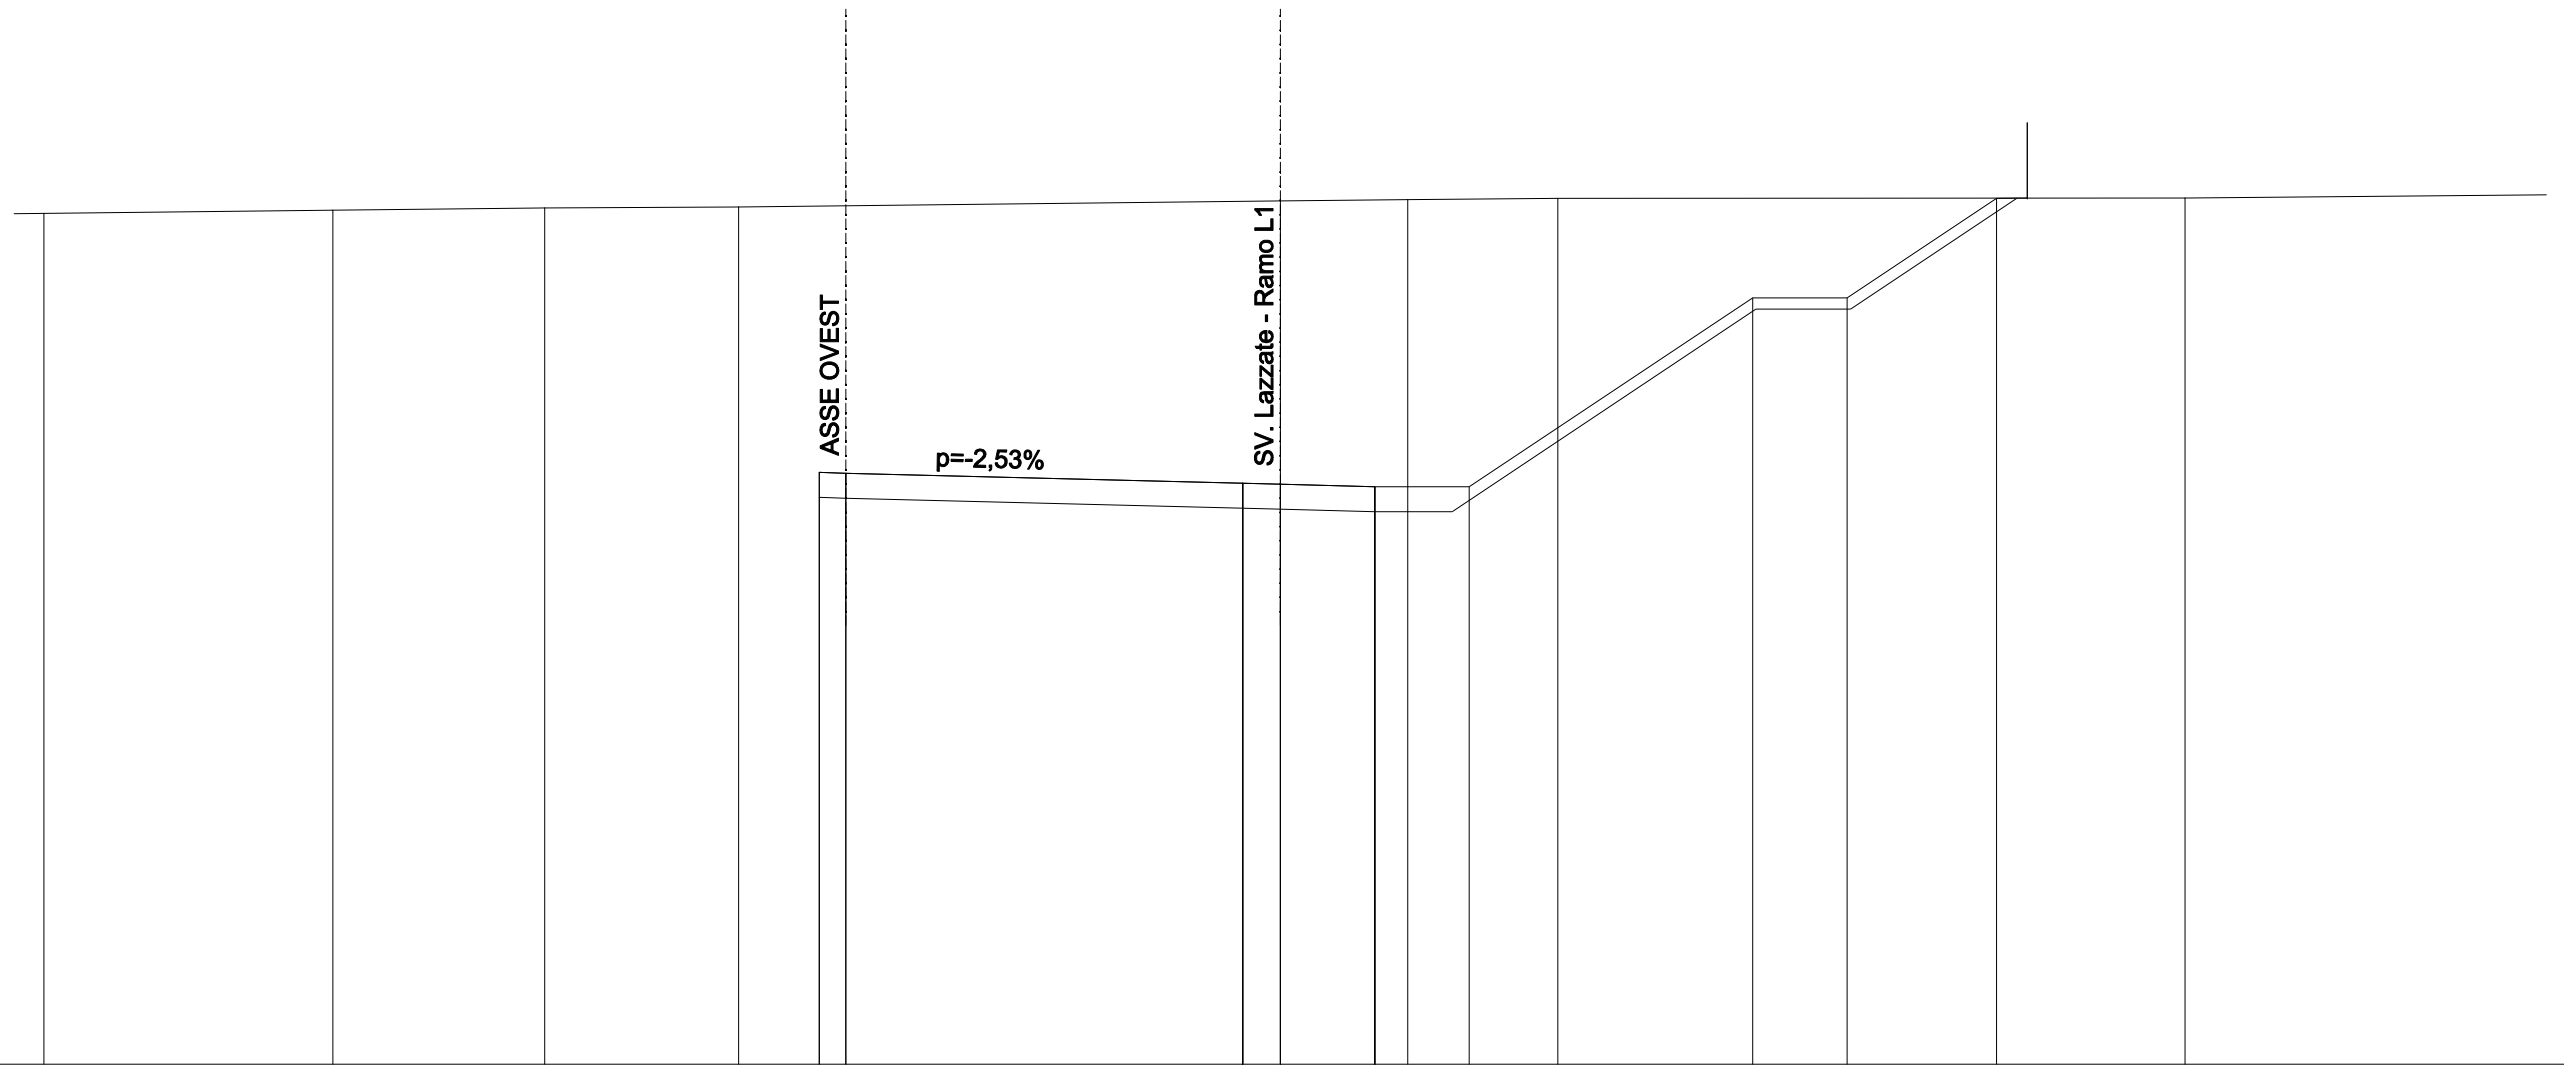 ASSE OVEST
p=-2,53%
SV. Lazzate - Ramo L1